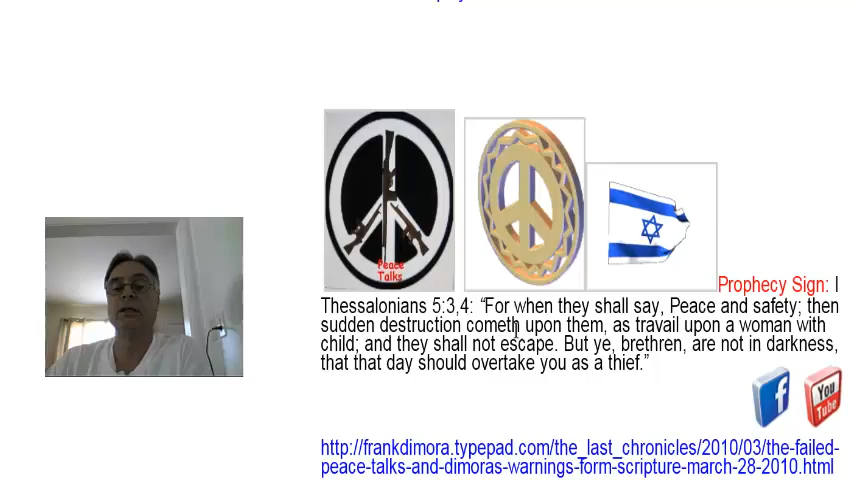 Peace
Talks
Prophecy Sign: I
Thessalonians 5:3,4: “For when they shall say, Peace and safety; then
sudden destruction cometh upon them, as travail upon a woman with
child; and they shall not escape. But ye, brethren, are not in darkness,
that that day should overtake you as a thief.”
You
Tube
http://frankdimora.typepad.com/the_last_chronicles/2010/03/the-failed-
peace-talks-and-dimoras-warnings-form-scripture-march-28-2010.html